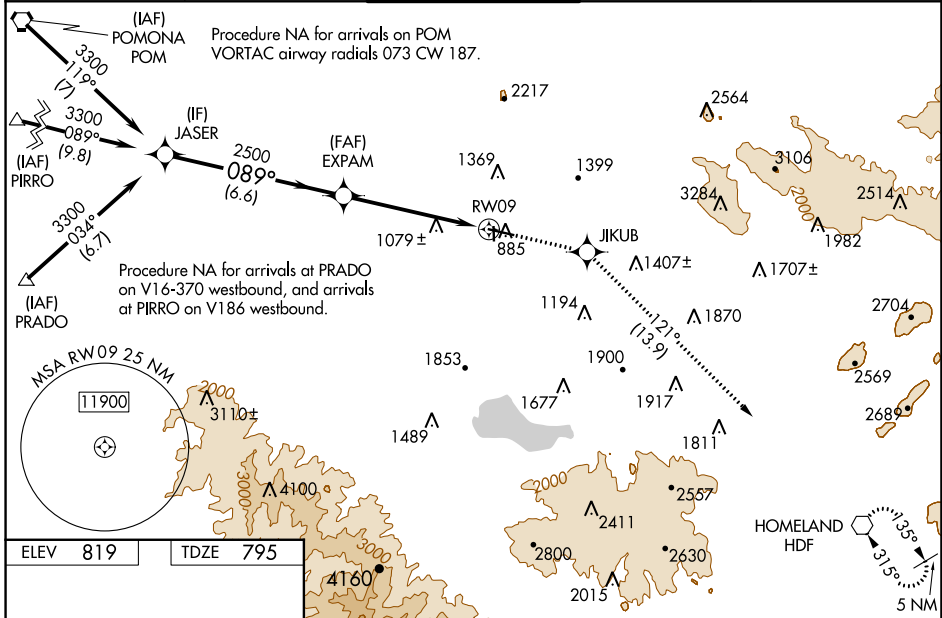 (IAF)
POMONA
POM
Procedure NA for arrivals on POM
VORTAC airway radials 073 CW 187.
3300
119°
(7)
3300
089°
(9.8)
(IAF)
PIRRO
(IF)
JASER
2500
089°
(6.6)
(FAF)
EXPAM
3300
034°
(6.7)
(IAF)
PRADO
Procedure NA for arrivals at PRADO
on V16-370 westbound, and arrivals
at PIRRO on V186 westbound.
2217
2564
1369
1399
3106
3284
2000
2514
1982
RW09
1079 ±
885
JIKUB
1407±
1707±
1194
1870
2704
121°
(13.9)
1853
1900
2569
1677
1917
2689
1489
1811
MSA RW09 25 NM
11900
2000
3110±
3000
4100
3000
4160
2000
2557
2411
2800
2630
2015
HOMELAND
HDF
135°
315°
5 NM
ELEV 819
TDZE 795